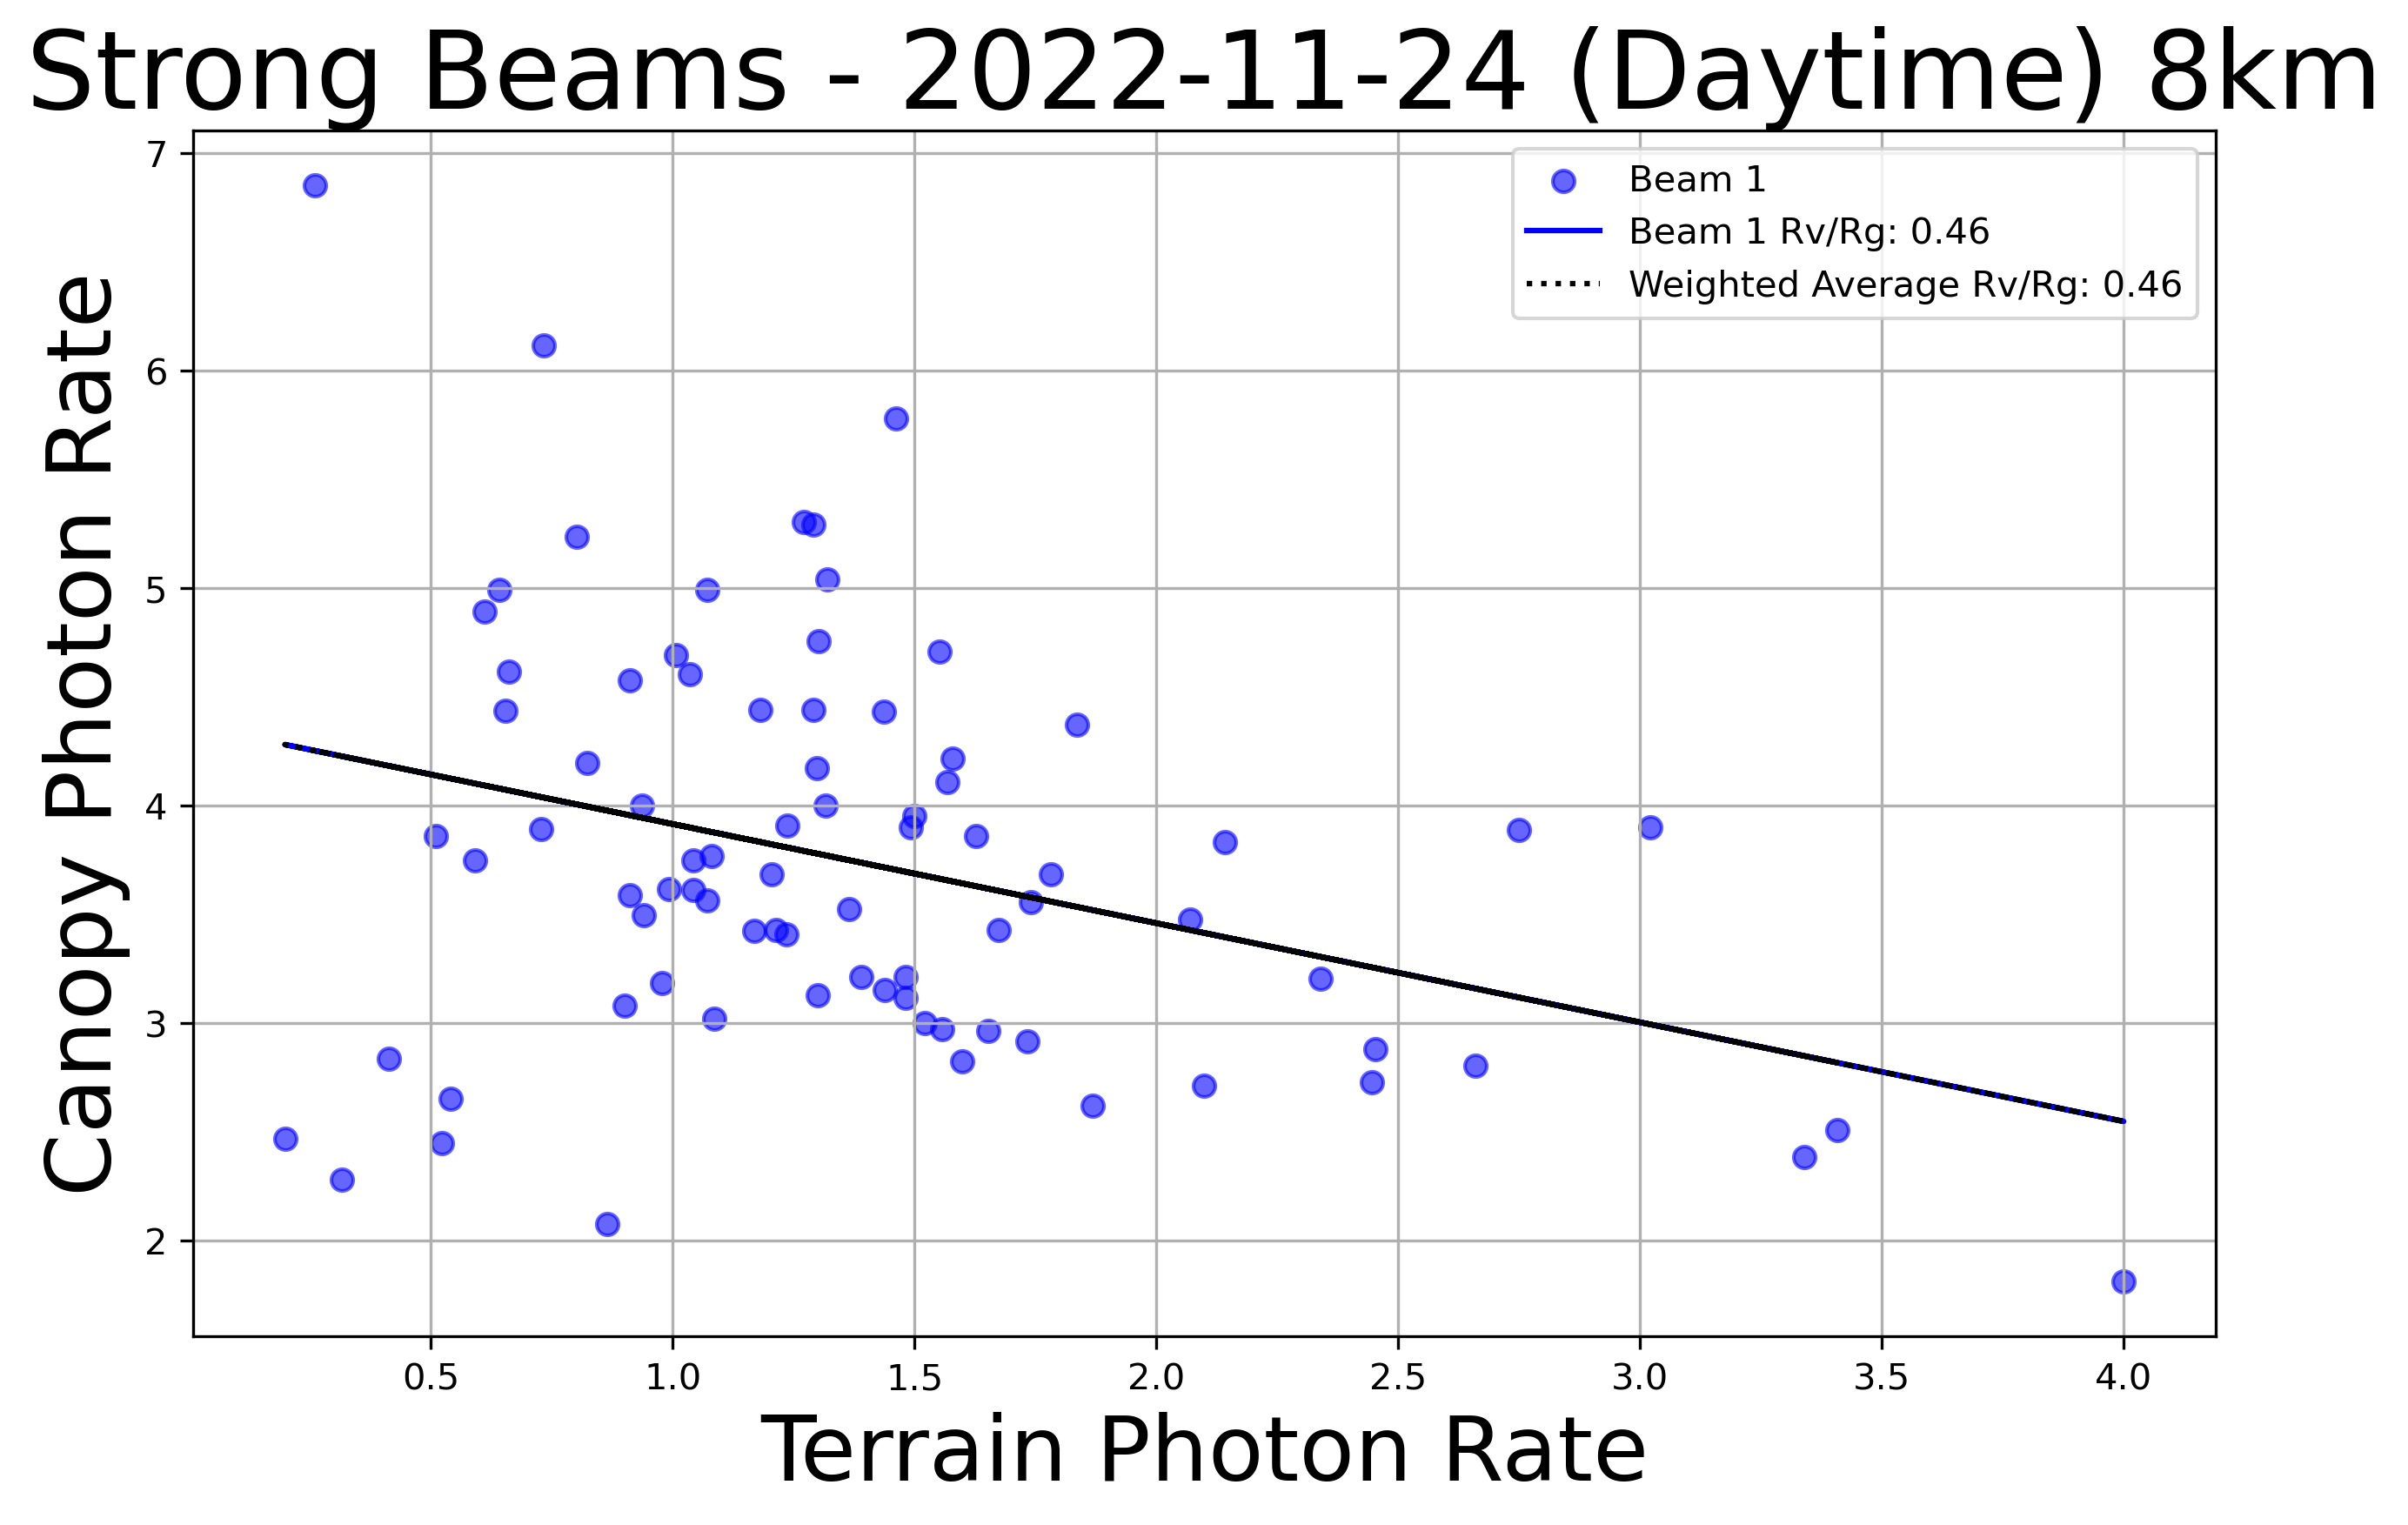 Strong Beams - 2022-11-24 (Daytime) 8km
Canopy Photon Rate
7
6
5
4
3
2
Beam 1
Beam 1 Rv/Rg: 0.46
Weighted Average Rv/Rg: 0.46
0.5 1.0 1.5 2.0 2.5 3.0 3.5 4.0
Terrain Photon Rate